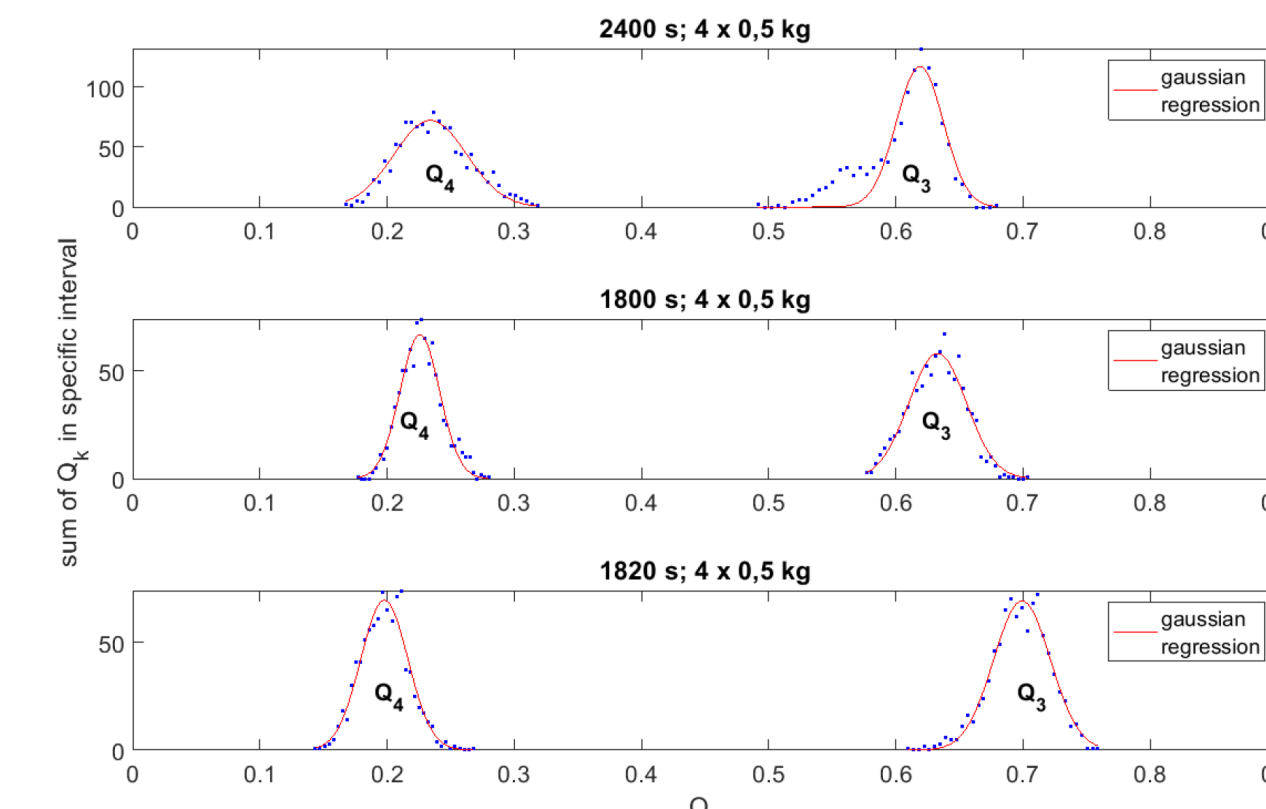 2400 s; 4 x 0,5 kg
100
50
0
Q4
Q3
gaussian
regression
0 0.1 0.2 0.3 0.4 0.5 0.6 0.7 0.8 0
sum of Qk in specific interval
1800 s; 4 x 0,5 kg
50
0
Q4
Q3
gaussian
regression
0 0.1 0.2 0.3 0.4 0.5 0.6 0.7 0.8 0
1820 s; 4 x 0,5 kg
50
0
Q4
Q3
gaussian
regression
0 0.1 0.2 0.3 0.4 0.5 0.6 0.7 0.8 0